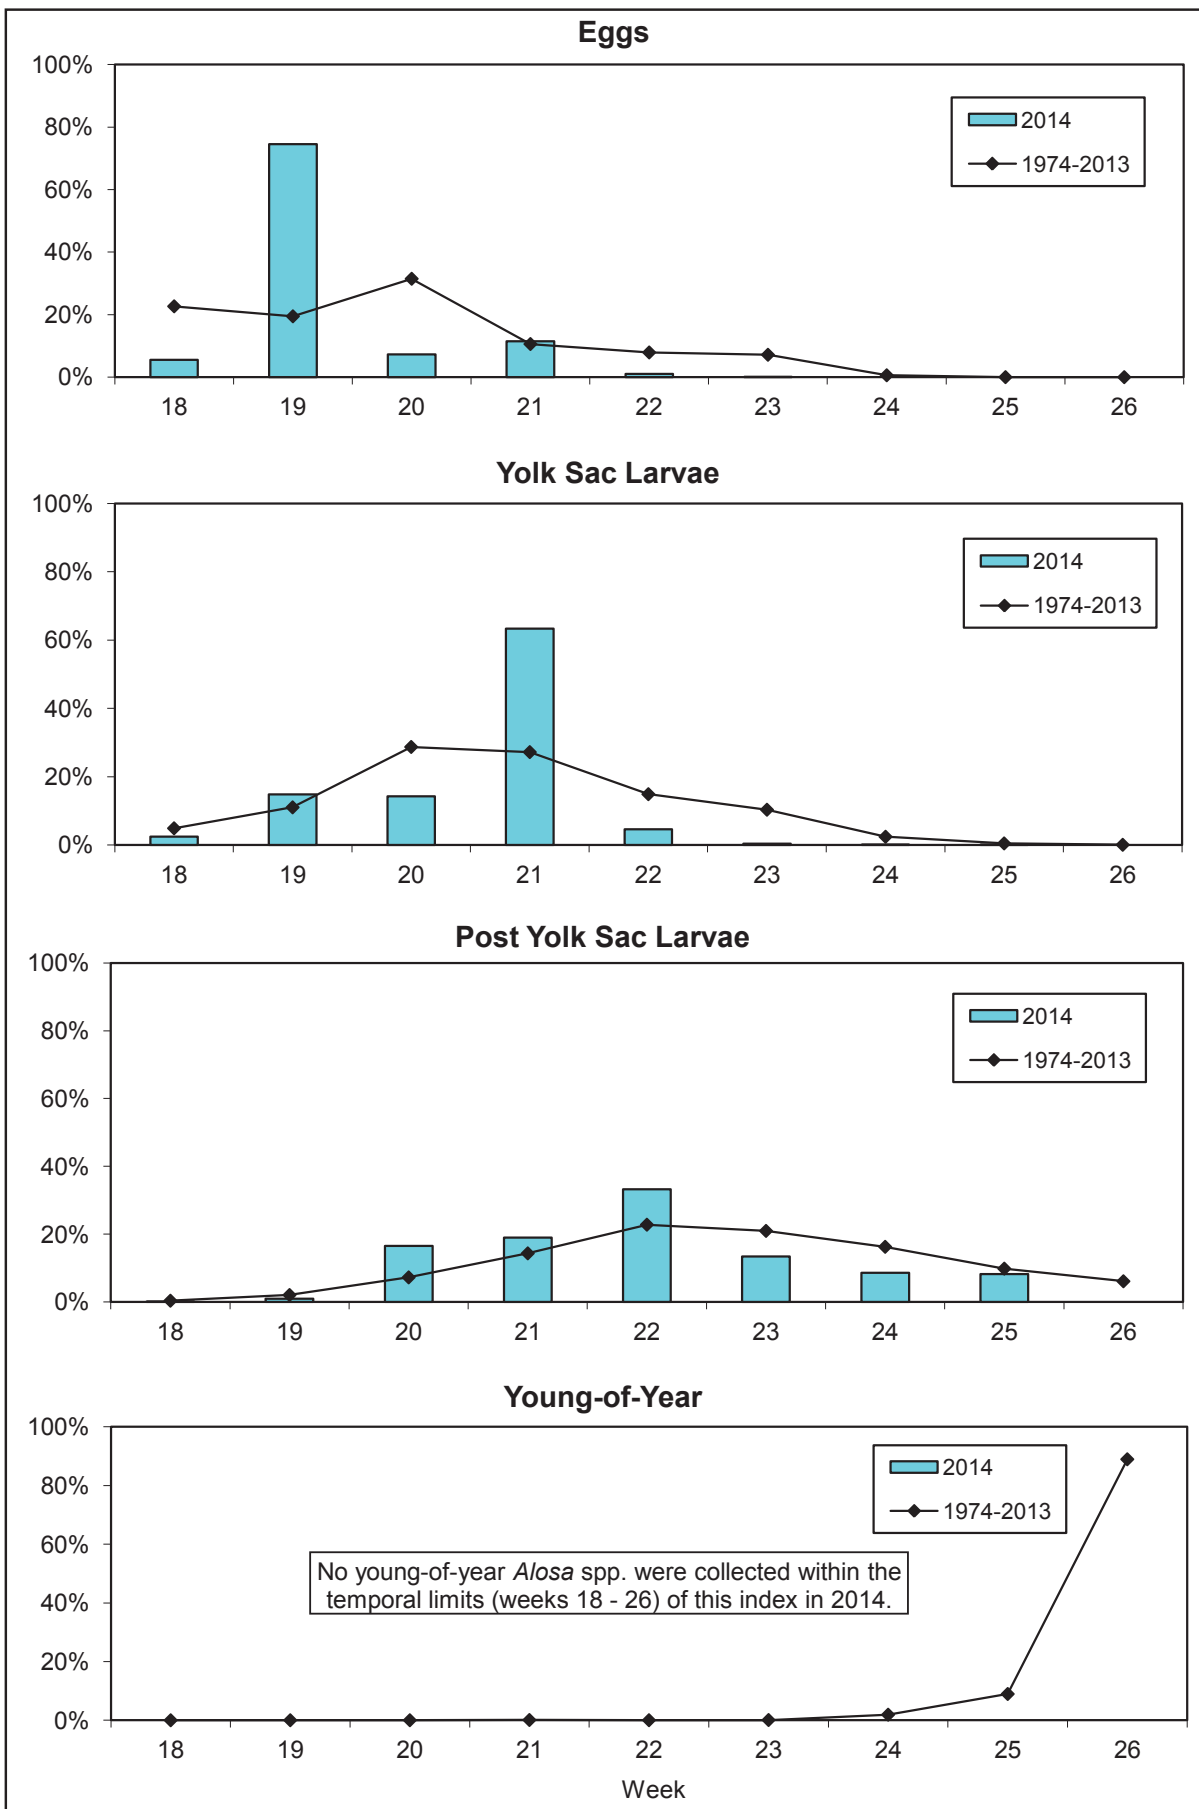 Eggs
100%
80%
60%
40%
20%
0%
2014
1974-2013
18 19 20 21 22 23 24 25 26
Yolk Sac Larvae
100%
80%
60%
40%
20%
0%
2014
1974-2013
18 19 20 21 22 23 24 25 26
Post Yolk Sac Larvae
100%
80%
60%
40%
20%
0%
2014
1974-2013
18 19 20 21 22 23 24 25 26
Young-of-Year
100%
80%
60%
40%
20%
0%
2014
1974-2013
No young-of-year Alosa spp. were collected within the
temporal limits (weeks 18 - 26) of this index in 2014.
18 19 20 21 22 23 24 25 26
Week